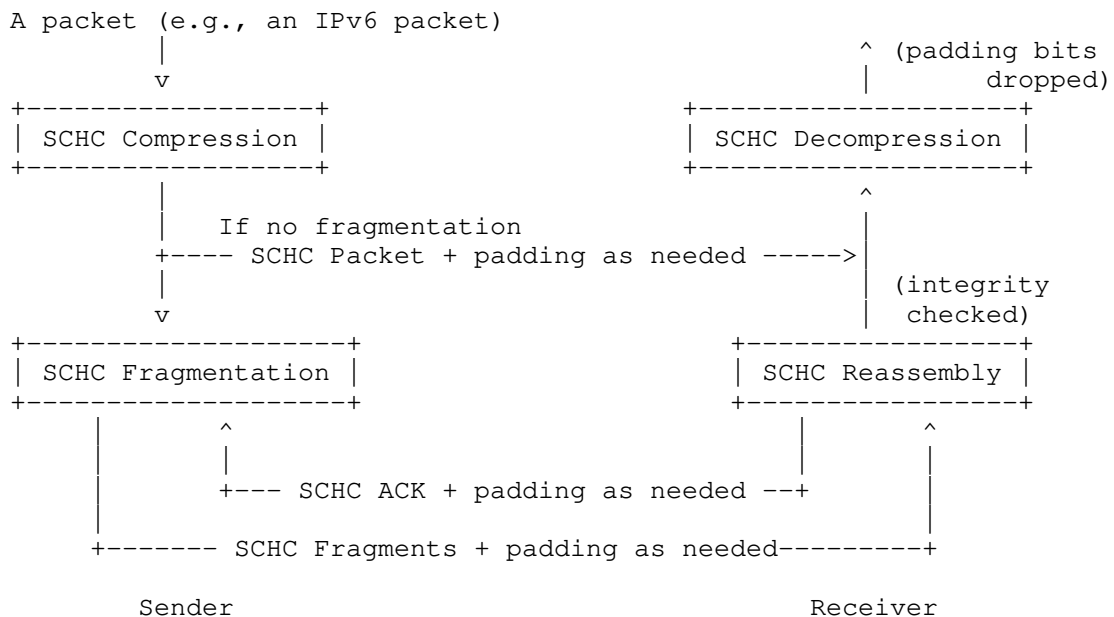 A packet (e.g., an IPv6 packet)
^ (padding bits
dropped)
SCHC Compression
SCHC Decompression
If no fragmentation
SCHC Packet + padding as needed
(integrity
checked)
SCHC Fragmentation
SCHC Reassembly
SCHC ACK + padding as needed
SCHC Fragments + padding as needed
Sender
Receiver